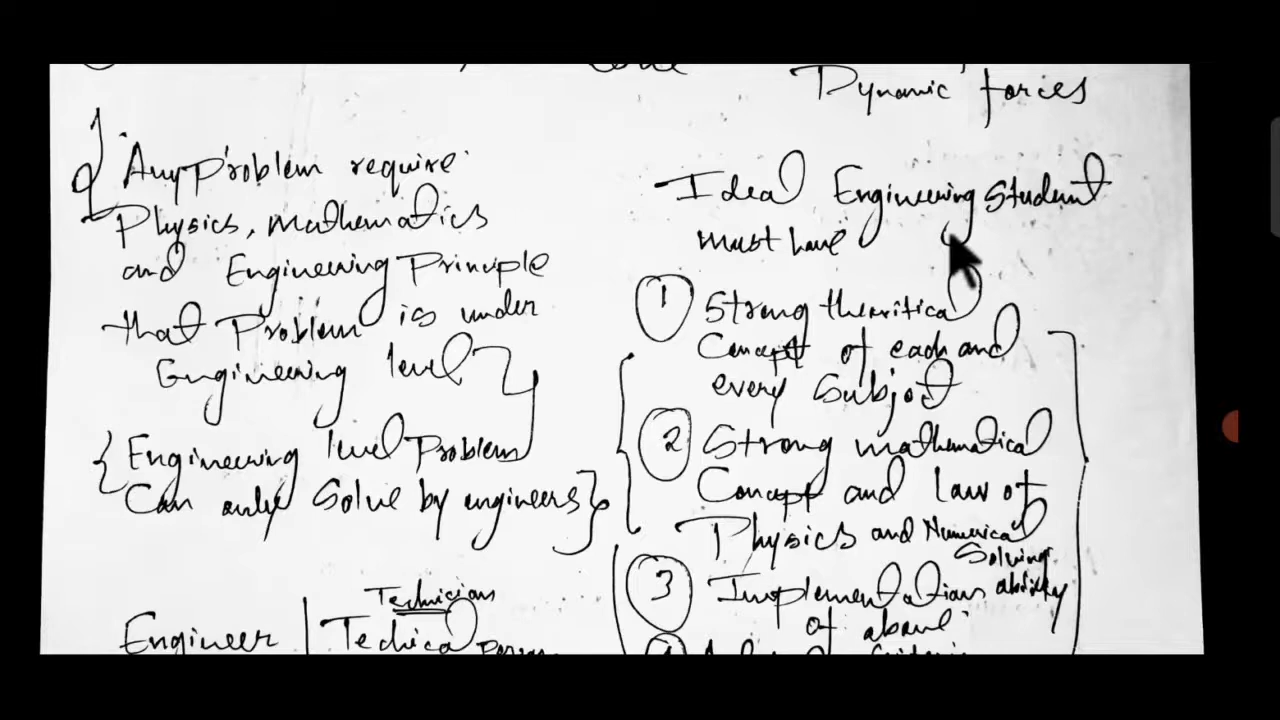 Dynamic forces
Any Problem require
Physics, Mathematics
and Engineering Principle
that Problem is under
Engineering level
{Engineering level Problem
Can only Solve by engineers}
Technician
Engineer | Techical Person
Ideal Engineering Student
must have
1 Strong theoritical
Concept of each and
every Subject
2 Strong mathematical
Concept and law of
Physics and Numerical
Solving
ability
3 Implementation
of above